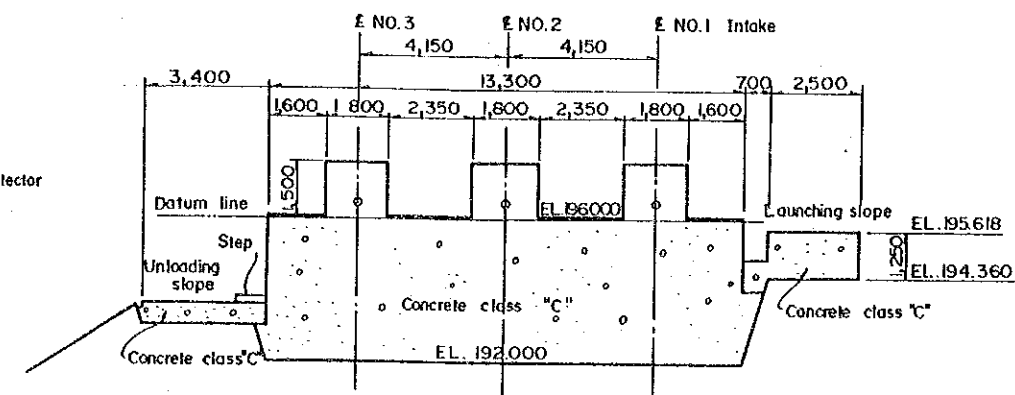 ℄ NO.3
℄ NO.2
℄ NO.1 Intake
4,150
4,150
3,400
13,300
700
2,500
1,600
1 800
2,350
1,800
2,350
1,800
1,600
lector
1,500
Datum line
EL.196.000
Launching slope
EL.195.618
Step
1,250
Unloading
slope
EL.194.360
Concrete class "C"
Concrete class "C"
Concrete class"C"
EL. 192.000